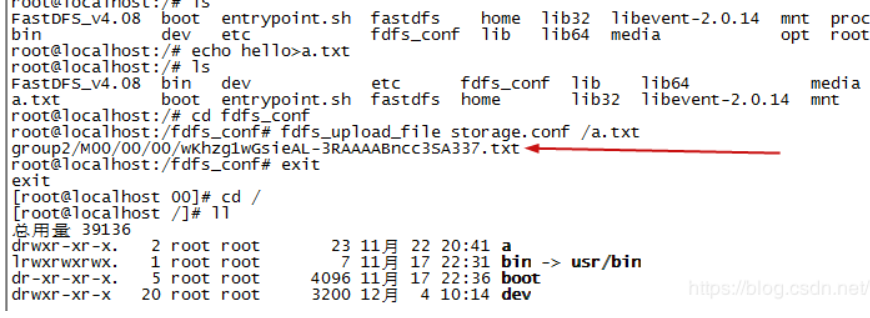 root@localhost:/# ls
FastDFS_v4.08 boot entrypoint.sh fastdfs home lib32 libevent-2.0.14 mnt proc
bin dev etc fdfs_conf lib lib64 media opt root
root@localhost:/# echo hello>a.txt
root@localhost:/# ls
FastDFS_v4.08 bin dev etc fdfs_conf lib lib64 media
a.txt boot entrypoint.sh fastdfs home lib32 libevent-2.0.14 mnt
root@localhost:/# cd fdfs_conf
root@localhost:/fdfs_conf# fdfs_upload_file storage.conf /a.txt
group2/M00/00/00/wKhzg1wGsieAL-3RAAAABncc3SA337.txt
root@localhost:/fdfs_conf# exit
exit
[root@localhost 00]# cd /
[root@localhost /]# ll
总用量 39136
drwxr-xr-x. 2 root root 23 11月 22 20:41 a
lrwxrwxrwx. 1 root root 7 11月 17 22:31 bin -> usr/bin
dr-xr-xr-x. 5 root root 4096 11月 17 22:36 boot
drwxr-xr-x 20 root root 3200 12月 4 10:14 dev
https://blog.csdn.net/